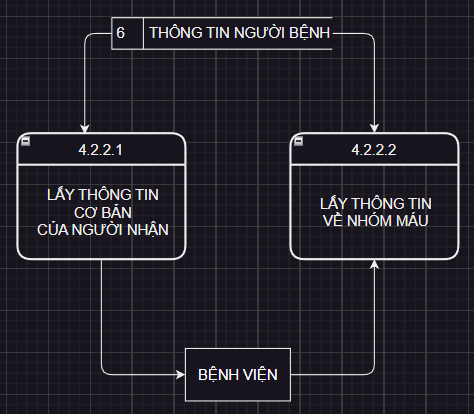 6 THÔNG TIN NGƯỜI BỆNH
4.2.2.1
LẤY THÔNG TIN
CƠ BẢN
CỦA NGƯỜI NHẬN
4.2.2.2
LẤY THÔNG TIN
VỀ NHÓM MÁU
BỆNH VIỆN